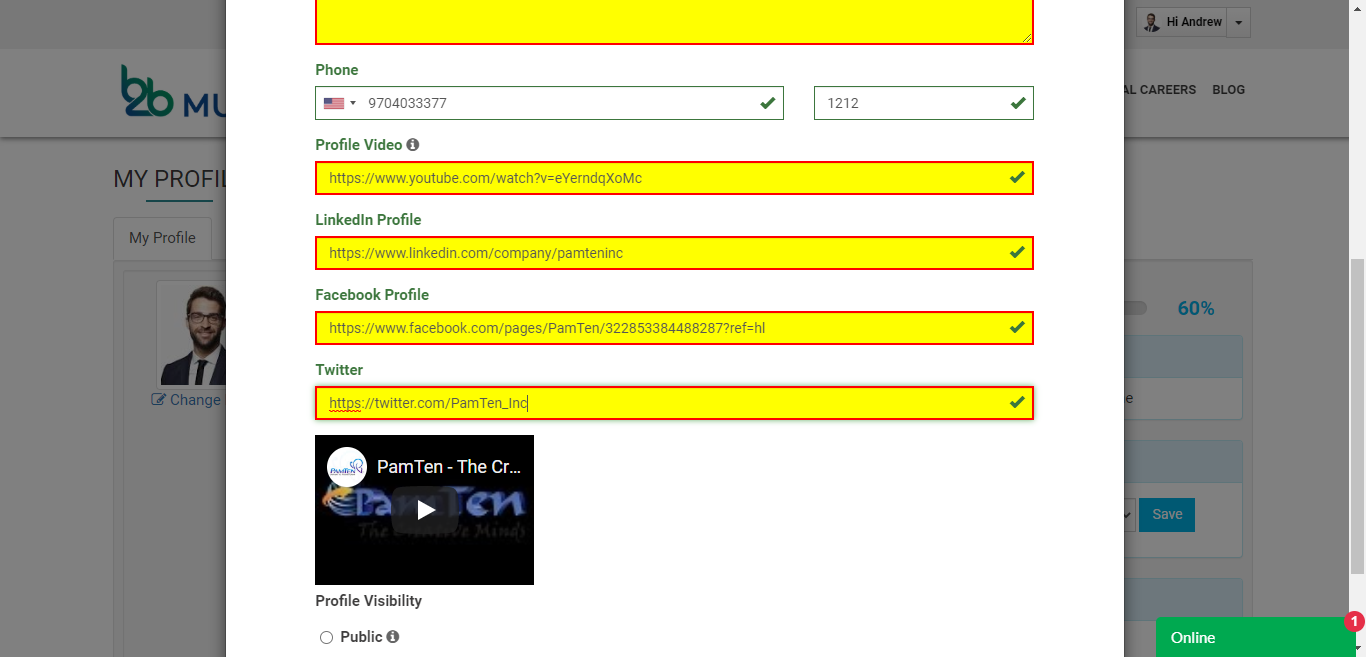 Hi Andrew
b2b MU
AL CAREERS BLOG
MY PROFIL
My Profile
Change
60%
e
Save
Phone
9704033377 1212
Profile Video
https://www.youtube.com/watch?v=eYerndqXoMc
LinkedIn Profile
https://www.linkedin.com/company/pamteninc
Facebook Profile
https://www.facebook.com/pages/PamTen/322853384488287?ref=hl
Twitter
https://twitter.com/PamTen_Inc
PAMTEN
PamTen - The Cr...
PamTen
The Creative Minds
Profile Visibility
Public
Online
1